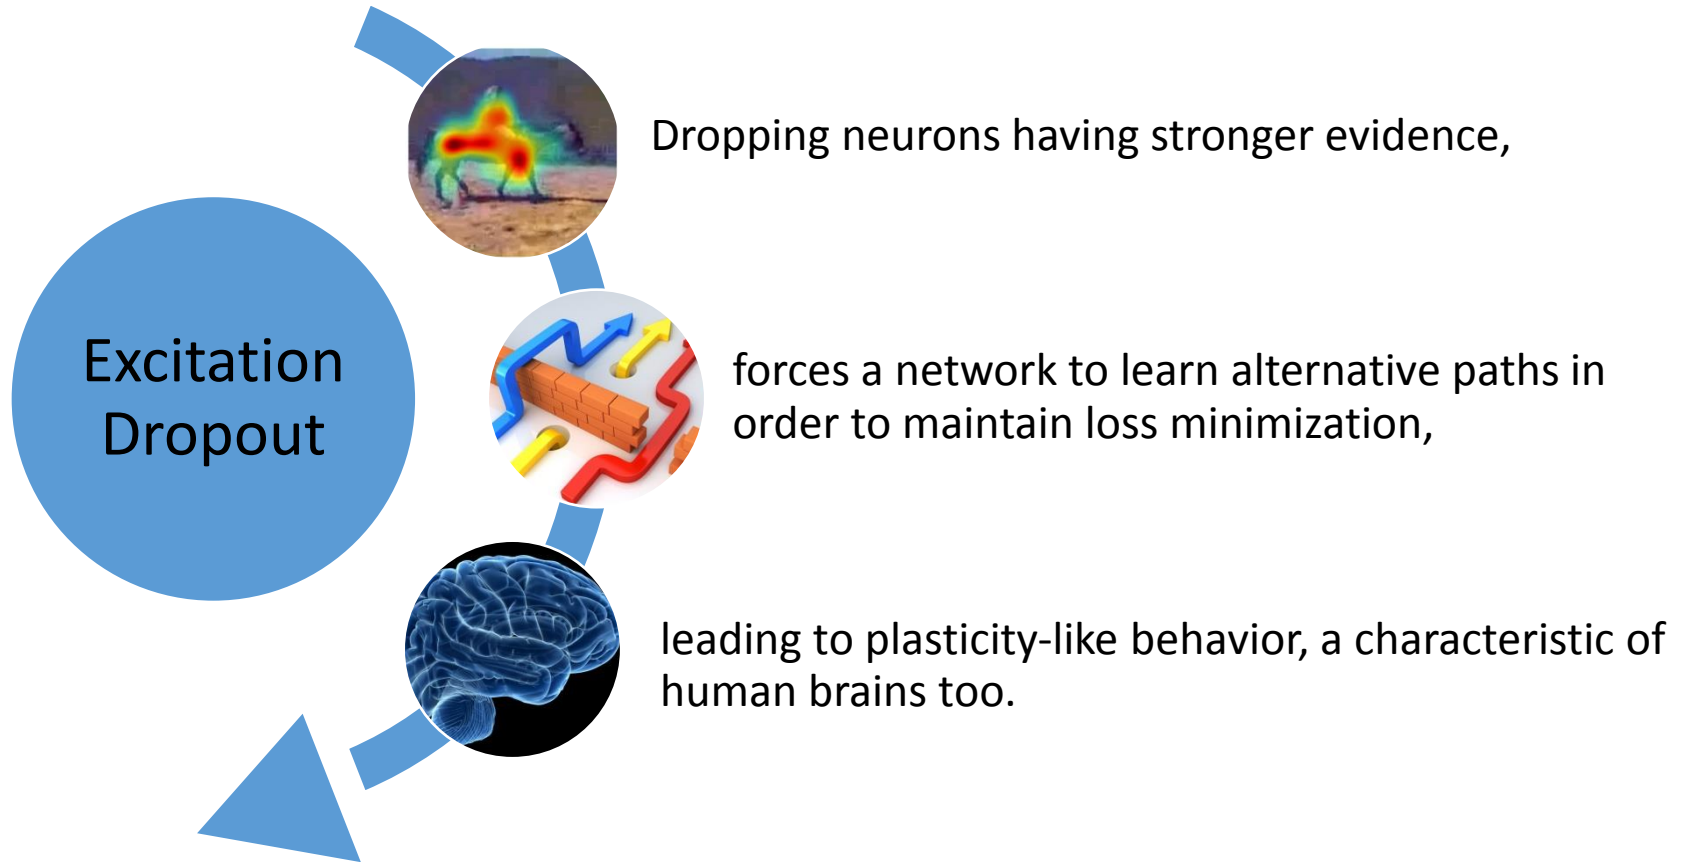 Excitation
Dropout
Dropping neurons having stronger evidence,
forces a network to learn alternative paths in
order to maintain loss minimization,
leading to plasticity-like behavior, a characteristic of
human brains too.